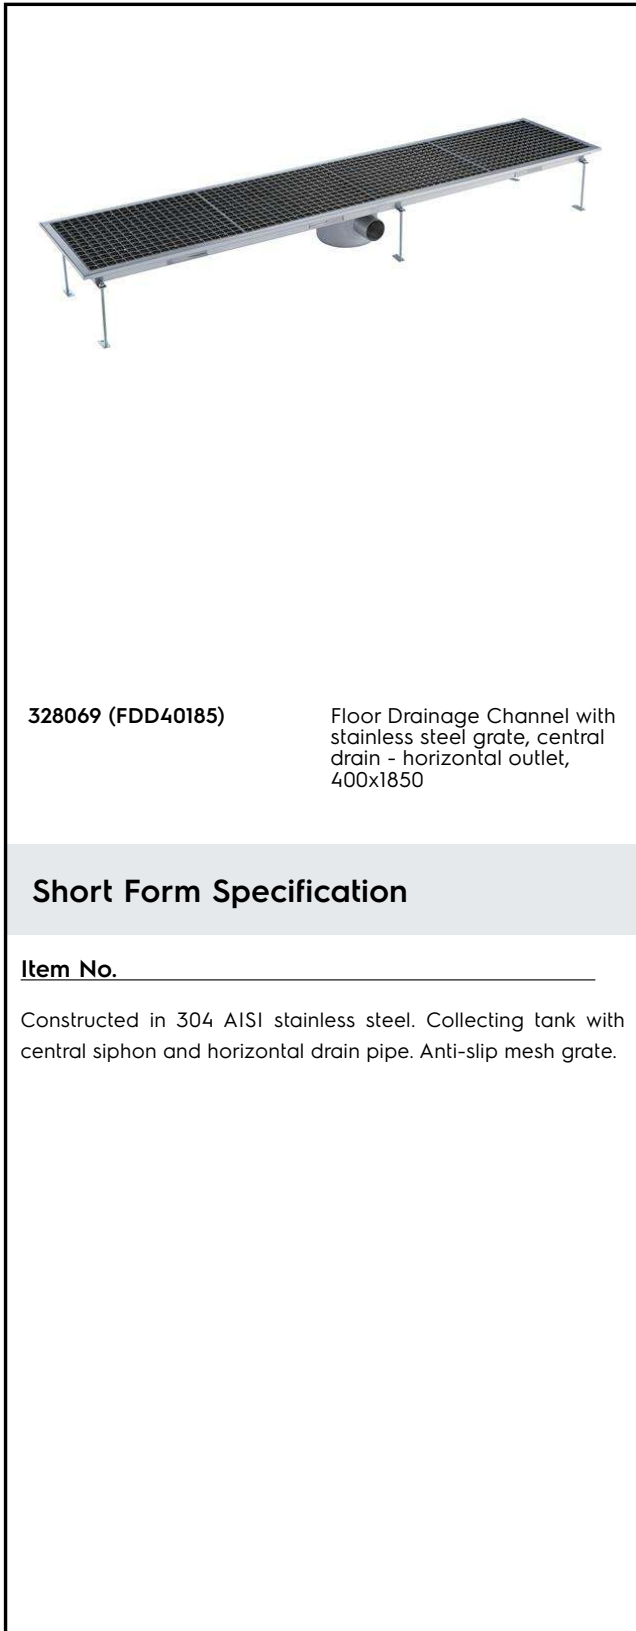 328069 (FDD40185)
Floor Drainage Channel with
stainless steel grate, central
drain - horizontal outlet,
400x1850
Short Form Specification
Item No.
Constructed in 304 AISI stainless steel. Collecting tank with
central siphon and horizontal drain pipe. Anti-slip mesh grate.